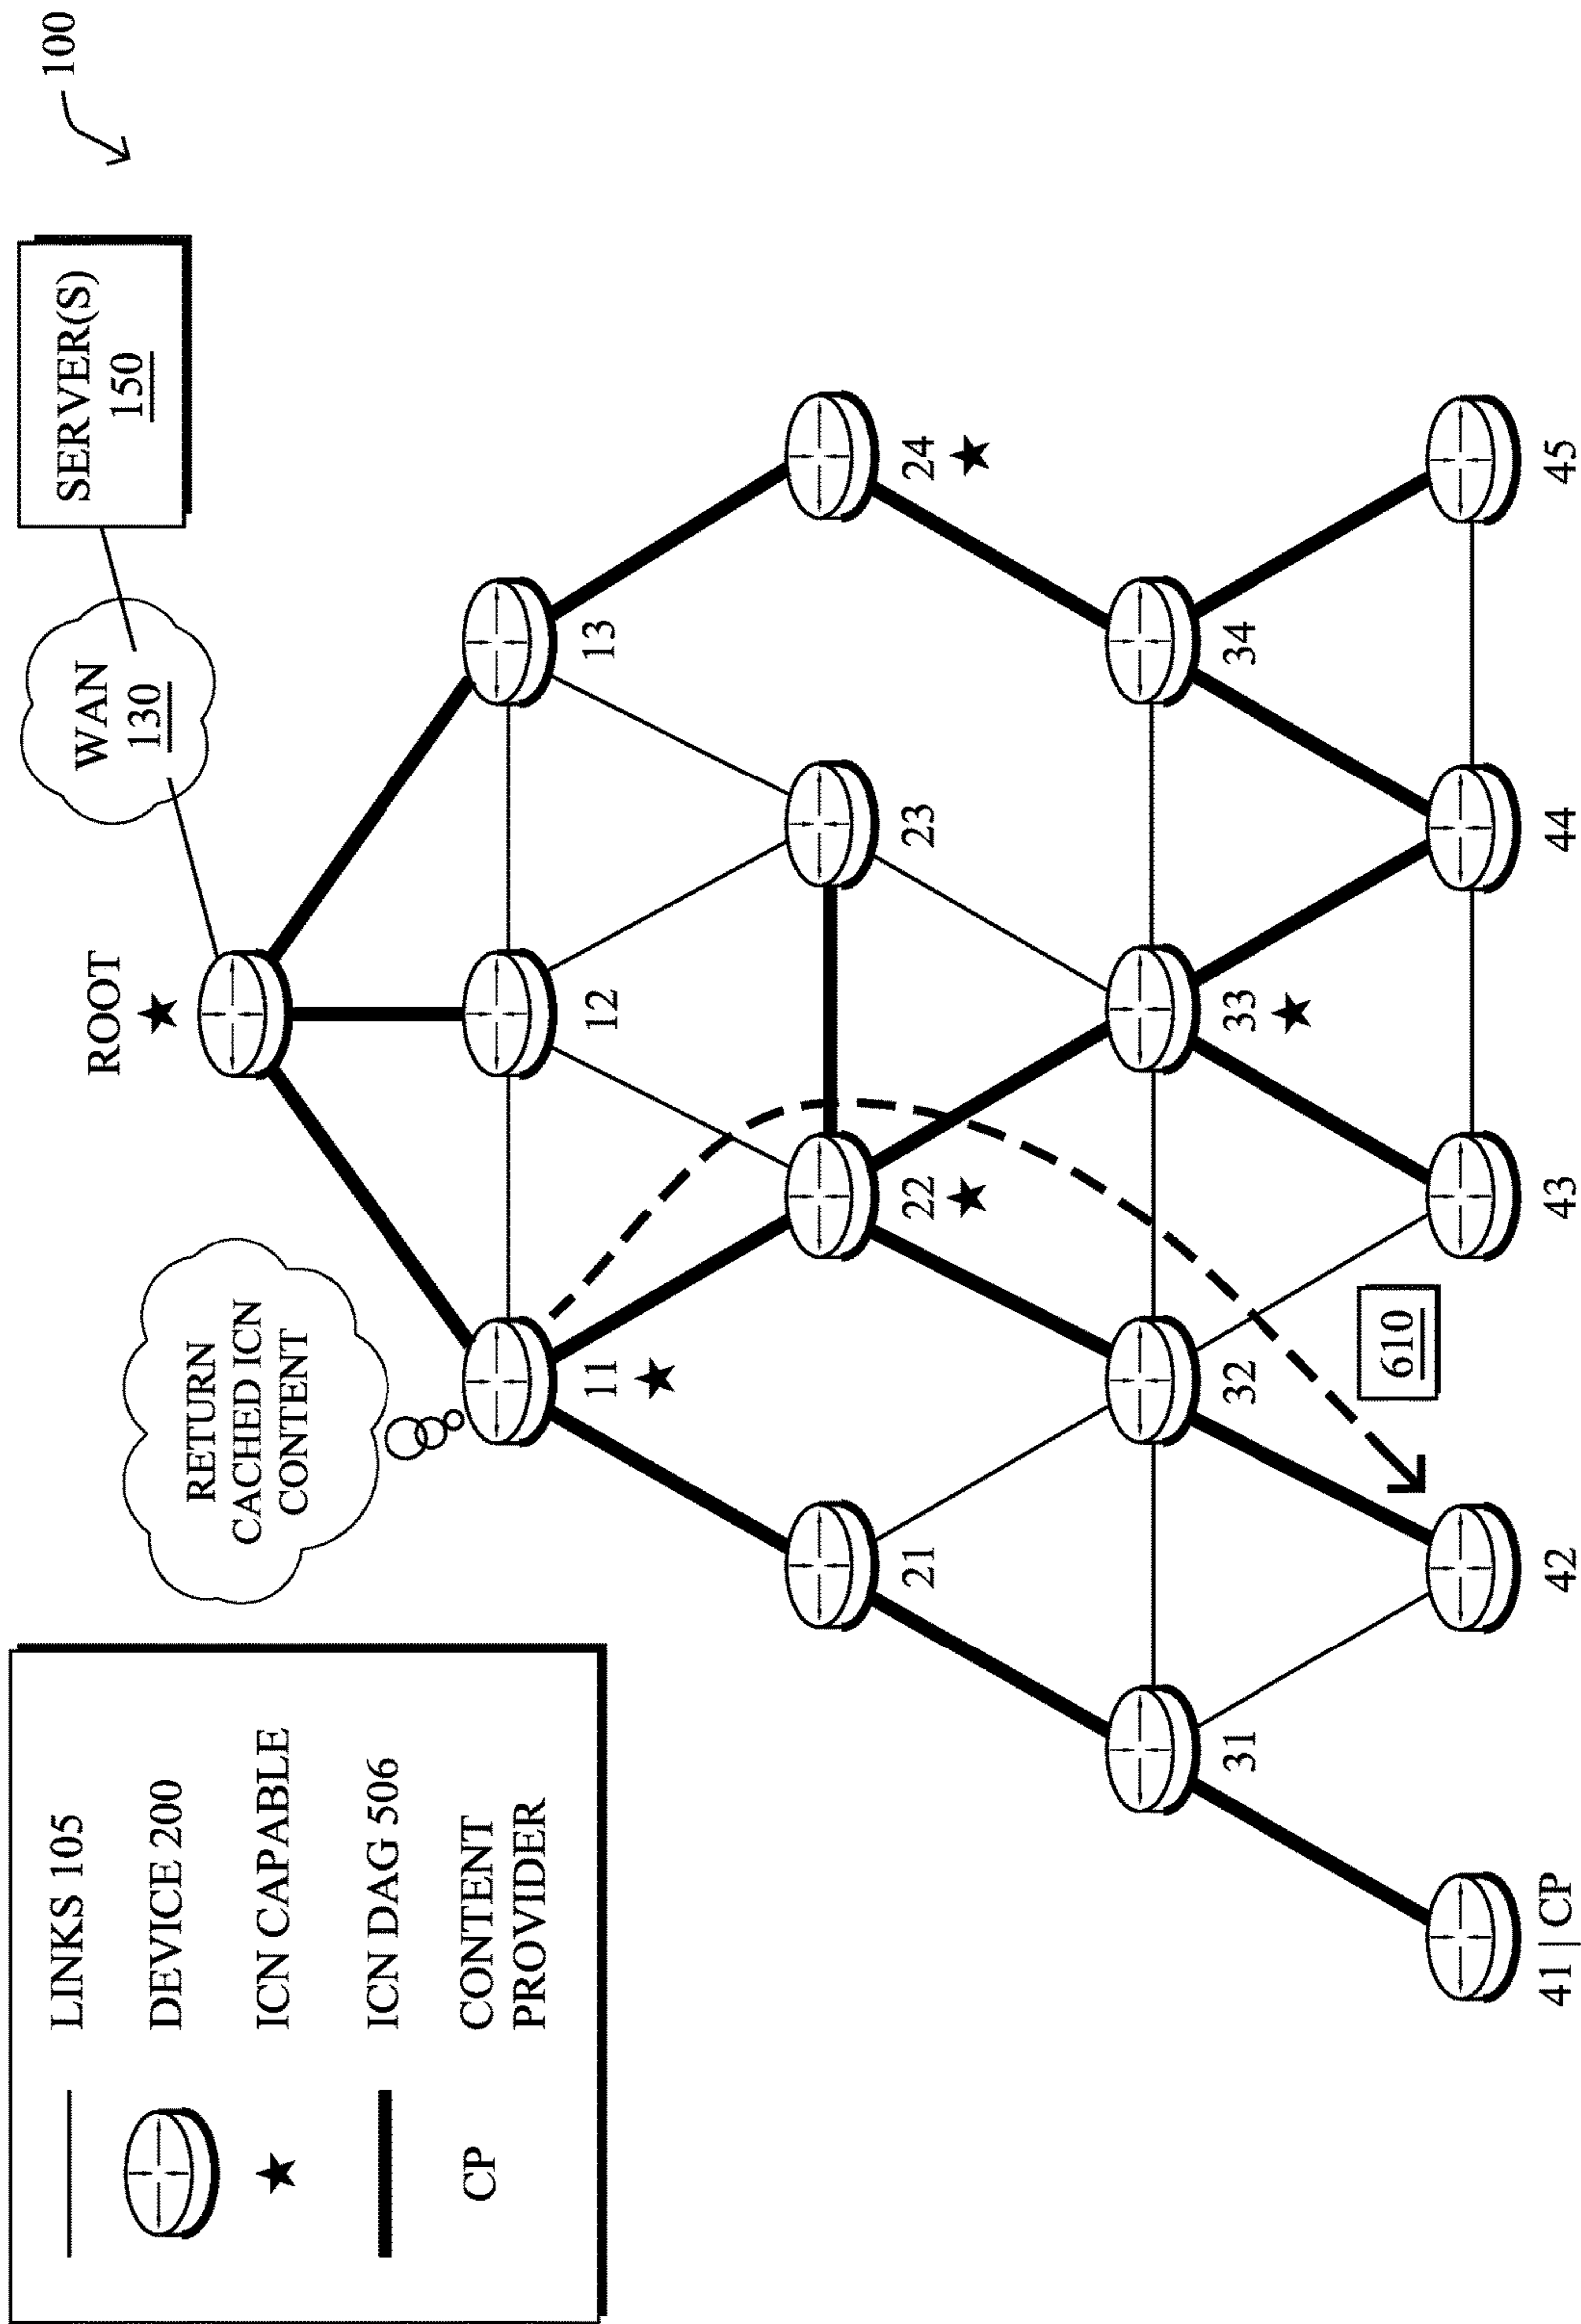 LINKS 105
DEVICE 200
ICN CAPABLE
ICN DAG 506
CP
CONTENT
PROVIDER
100
SERVER(S)
150
WAN
130
ROOT
RETURN
CACHED ICN
CONTENT
11
12
13
21
22
23
24
31
32
33
34
610
41 | CP
42
43
44
45